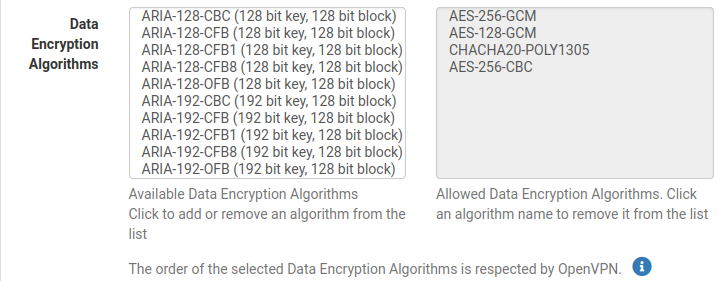 Data
Encryption
Algorithms
ARIA-128-CBC (128 bit key, 128 bit block)
ARIA-128-CFB (128 bit key, 128 bit block)
ARIA-128-CFB1 (128 bit key, 128 bit block)
ARIA-128-CFB8 (128 bit key, 128 bit block)
ARIA-128-OFB (128 bit key, 128 bit block)
ARIA-192-CBC (192 bit key, 128 bit block)
ARIA-192-CFB (192 bit key, 128 bit block)
ARIA-192-CFB1 (192 bit key, 128 bit block)
ARIA-192-CFB8 (192 bit key, 128 bit block)
ARIA-192-OFB (192 bit key, 128 bit block)
Available Data Encryption Algorithms
Click to add or remove an algorithm from the
list
AES-256-GCM
AES-128-GCM
CHACHA20-POLY1305
AES-256-CBC
Allowed Data Encryption Algorithms. Click
an algorithm name to remove it from the list
The order of the selected Data Encryption Algorithms is respected by OpenVPN.